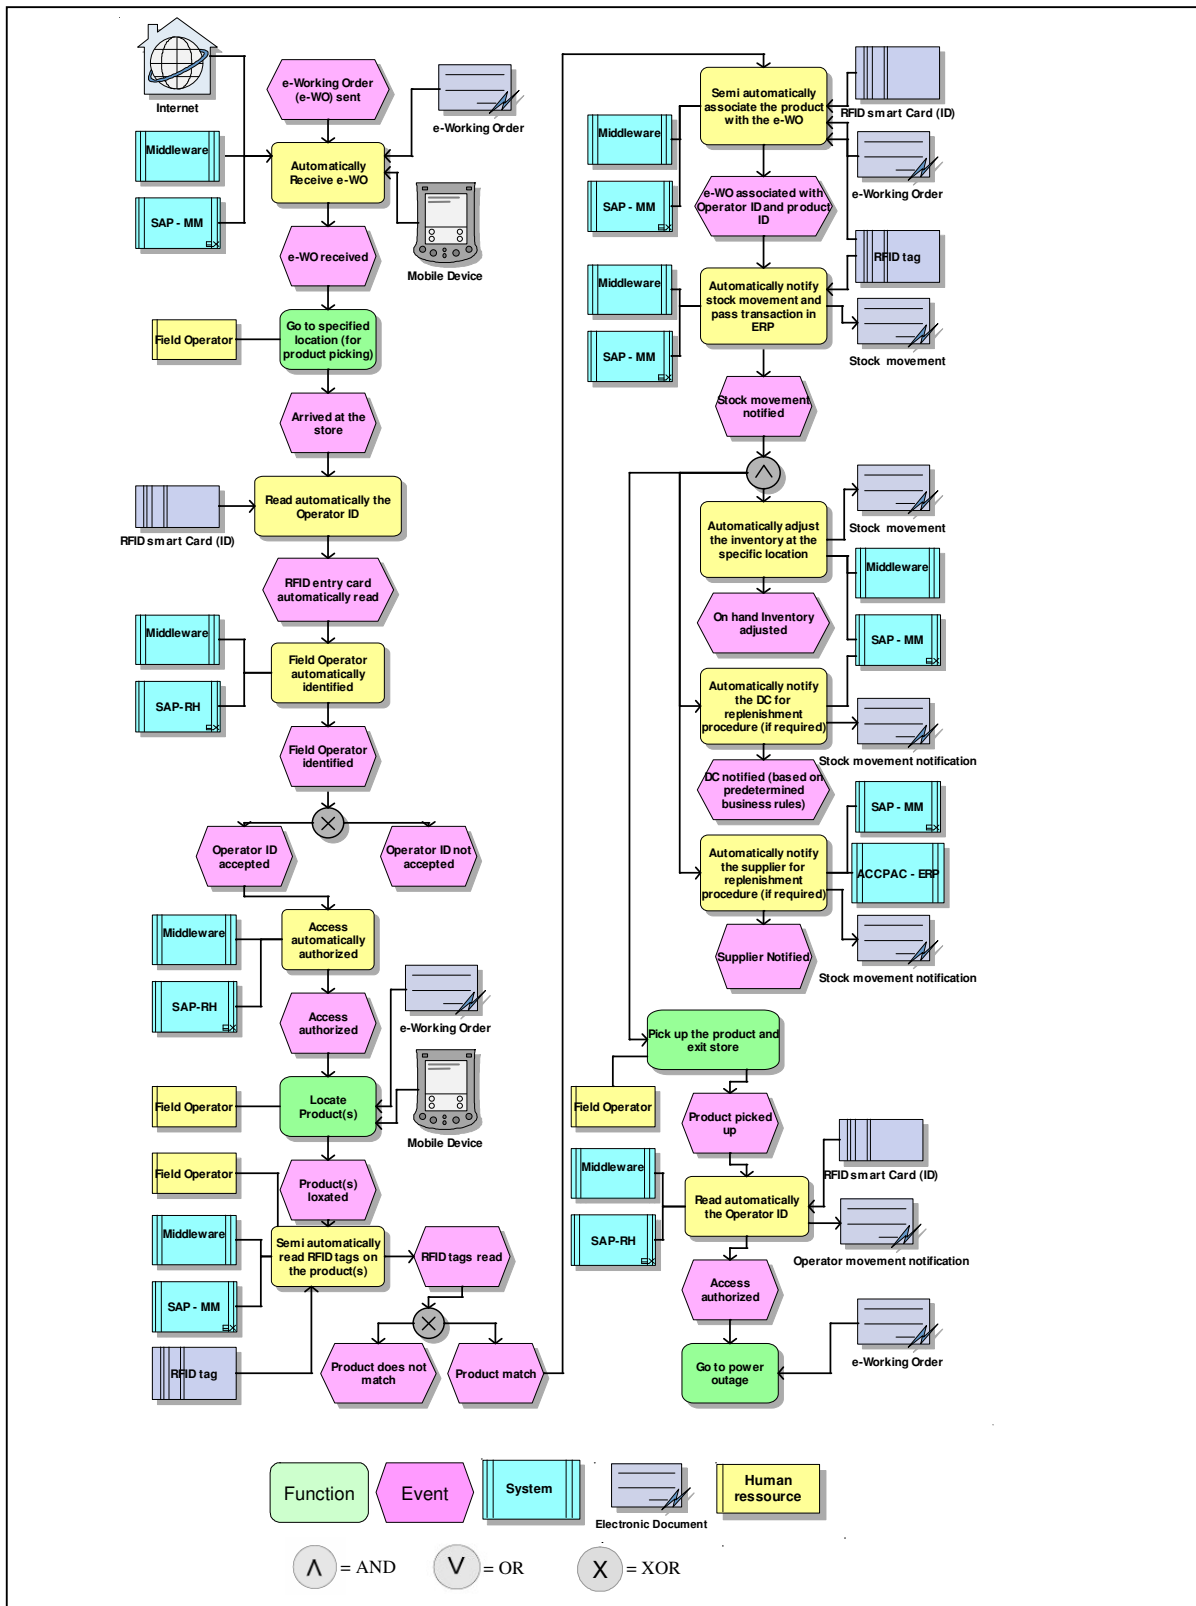 Internet
e-Working Order
(e-WO) sent
e-Working Order
Middleware
Automatically
Receive e-WO
SAP - MM
Mobile Device
e-WO received
Field Operator
Go to specified
location (for
product picking)
Arrived at the
store
Read automatically the
Operator ID
RFID smart Card (ID)
RFID entry card
automatically read
Middleware
Field Operator
automatically
identified
SAP-RH
Field Operator
identified
X
Operator ID
accepted
Operator ID not
accepted
Middleware
Access
automatically
authorized
SAP-RH
Access
authorized
e-Working Order
Field Operator
Locate
Product(s)
Mobile Device
Field Operator
Product(s)
loxated
Middleware
Semi automatically
read RFID tags on
the product(s)
RFID tags read
SAP - MM
X
RFID tag
Product does not
match
Product match
Semi automatically
associate the product
with the e-WO
RFID smart Card (ID)
Middleware
e-Working Order
SAP - MM
e-WO associated with
Operator ID and product
ID
RFID tag
Middleware
Automatically notify
stock movement and
pass transaction in
ERP
SAP - MM
Stock movement
Stock movement
notified
Λ
Automatically adjust
the inventory at the
specific location
Stock movement
Middleware
On hand Inventory
adjusted
SAP - MM
Automatically notify
the DC for
replenishment
procedure (if required)
Stock movement notification
DC notified (based on
predetermined
business rules)
SAP - MM
Automatically notify
the supplier for
replenishment
procedure (if required)
ACCPAC - ERP
Supplier Notified
Stock movement notification
Pick up the product and
exit store
Field Operator
Product picked
up
RFID smart Card (ID)
Middleware
Read automatically
the Operator ID
SAP-RH
Operator movement notification
Access
authorized
Go to power
outage
e-Working Order
Function
Event
System
Electronic Document
Human
ressource
Λ = AND
V = OR
X = XOR